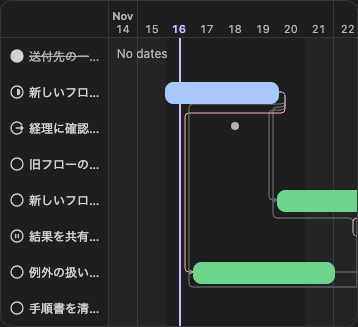 Nov
14 15 16 17 18 19 20 21 22
送付先の一...
No dates
新しいフロ...
経理に確認...
旧フローの...
新しいフロ...
結果を共有...
例外の扱い...
手順書を清...